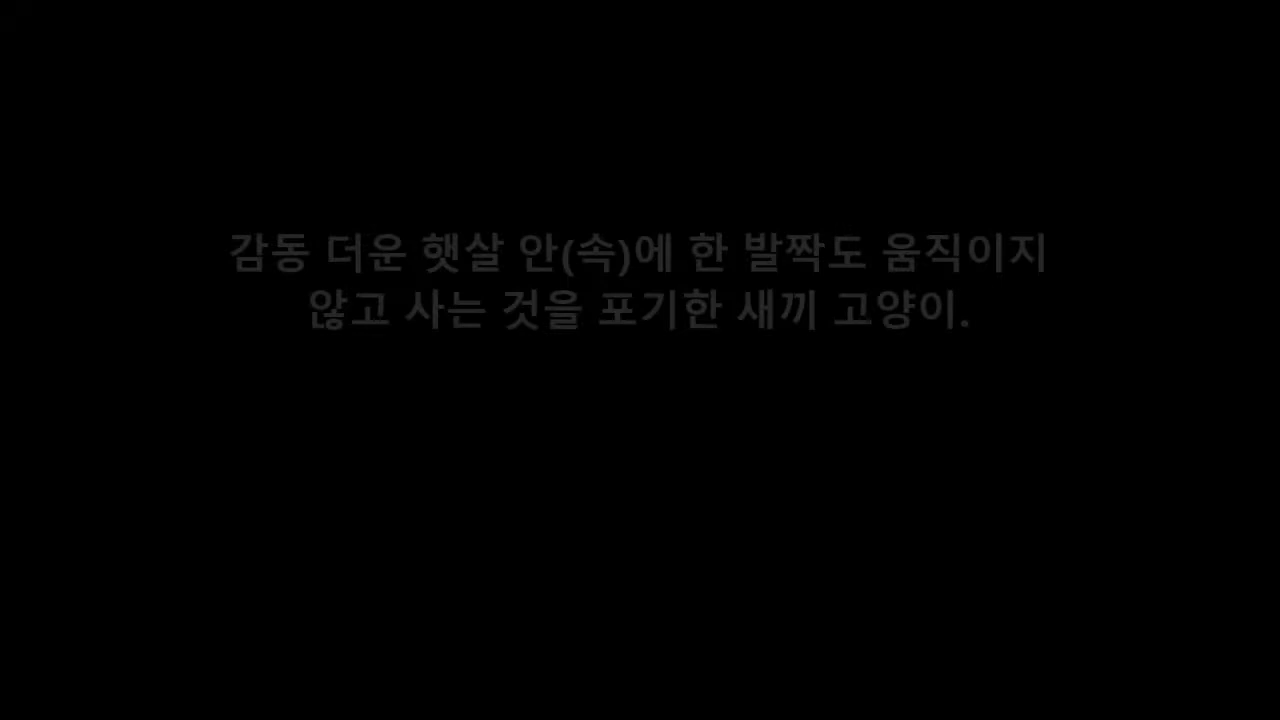 감동 더운 햇살 안(속)에 한 발짝도 움직이지
않고 사는 것을 포기한 새끼 고양이.